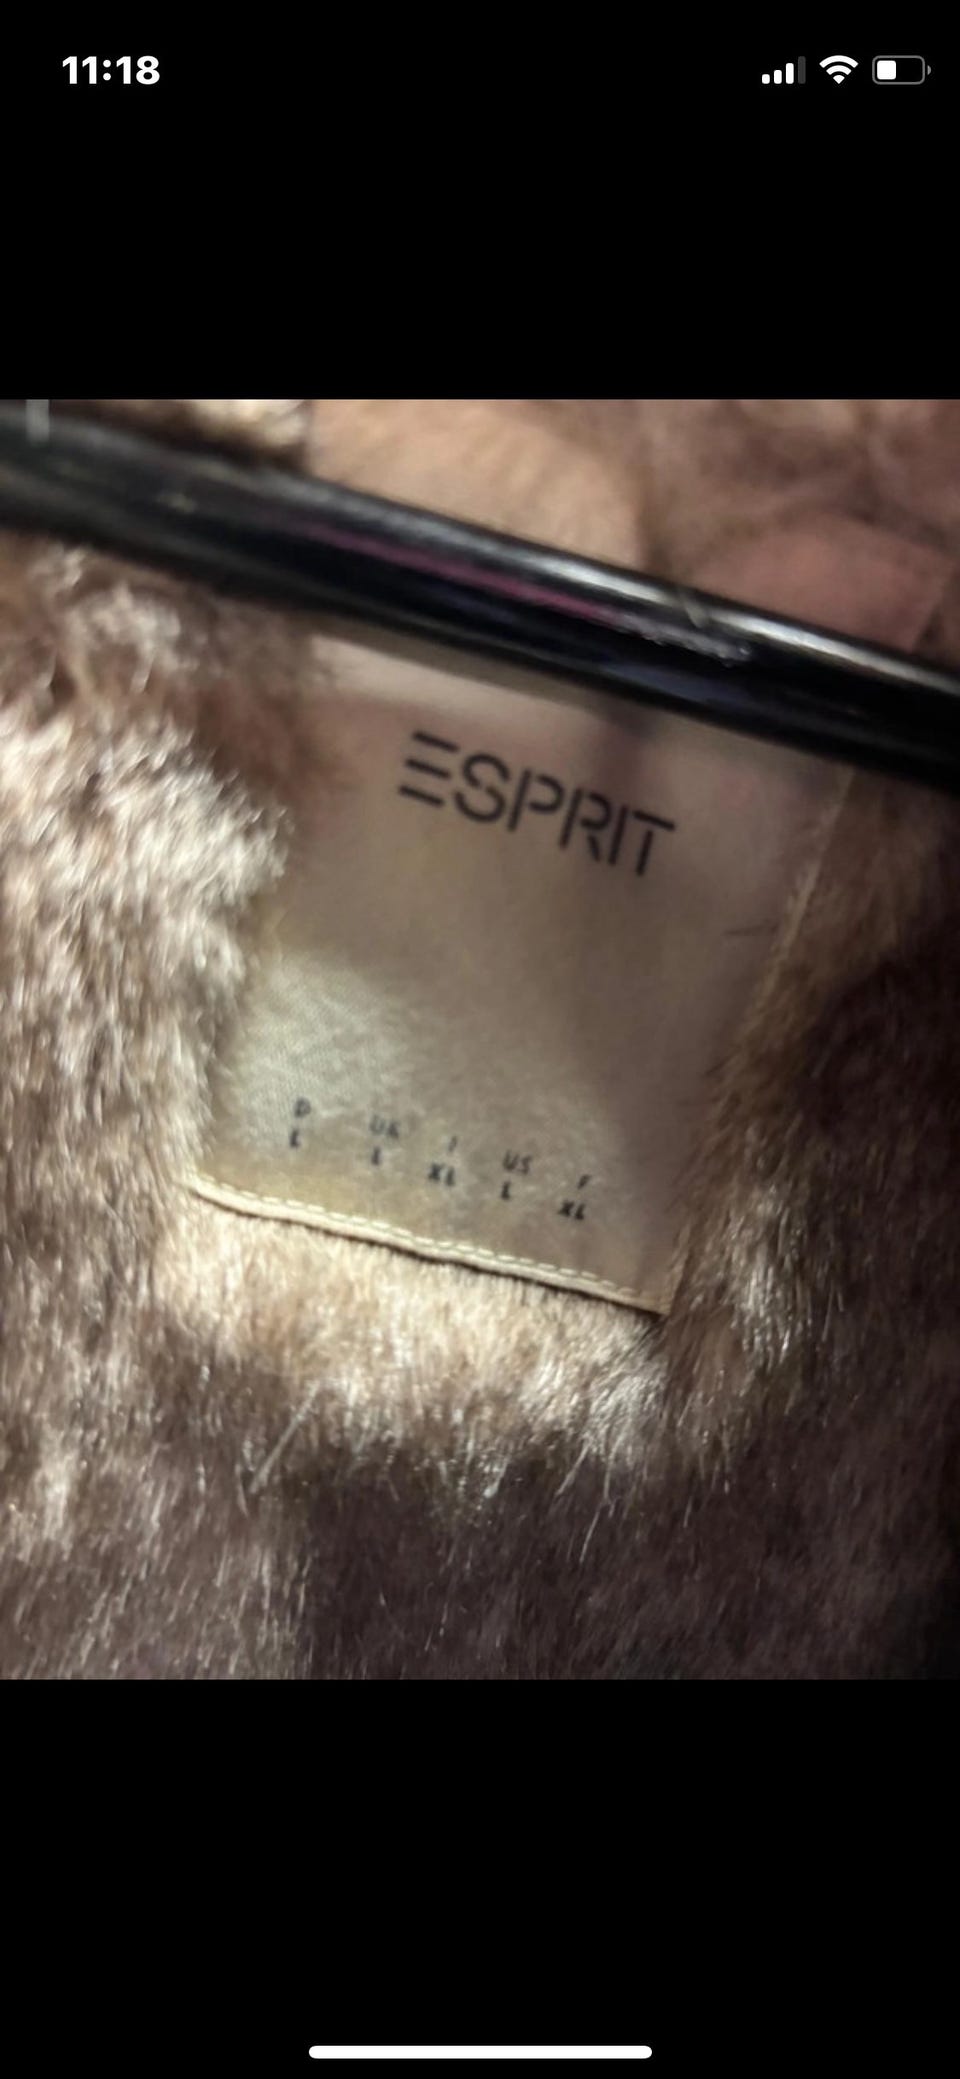 11:18
ESPRIT
D UK I US F
L L XL L XL